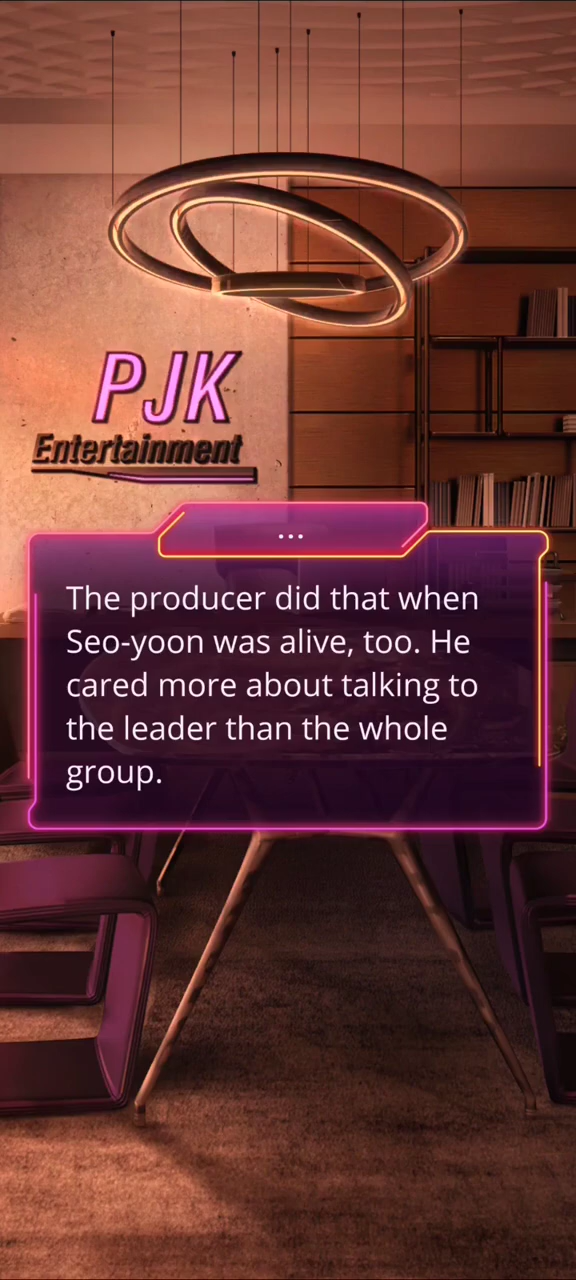 PJK
Entertainment
...
The producer did that when
Seo-yoon was alive, too. He
cared more about talking to
the leader than the whole
group.